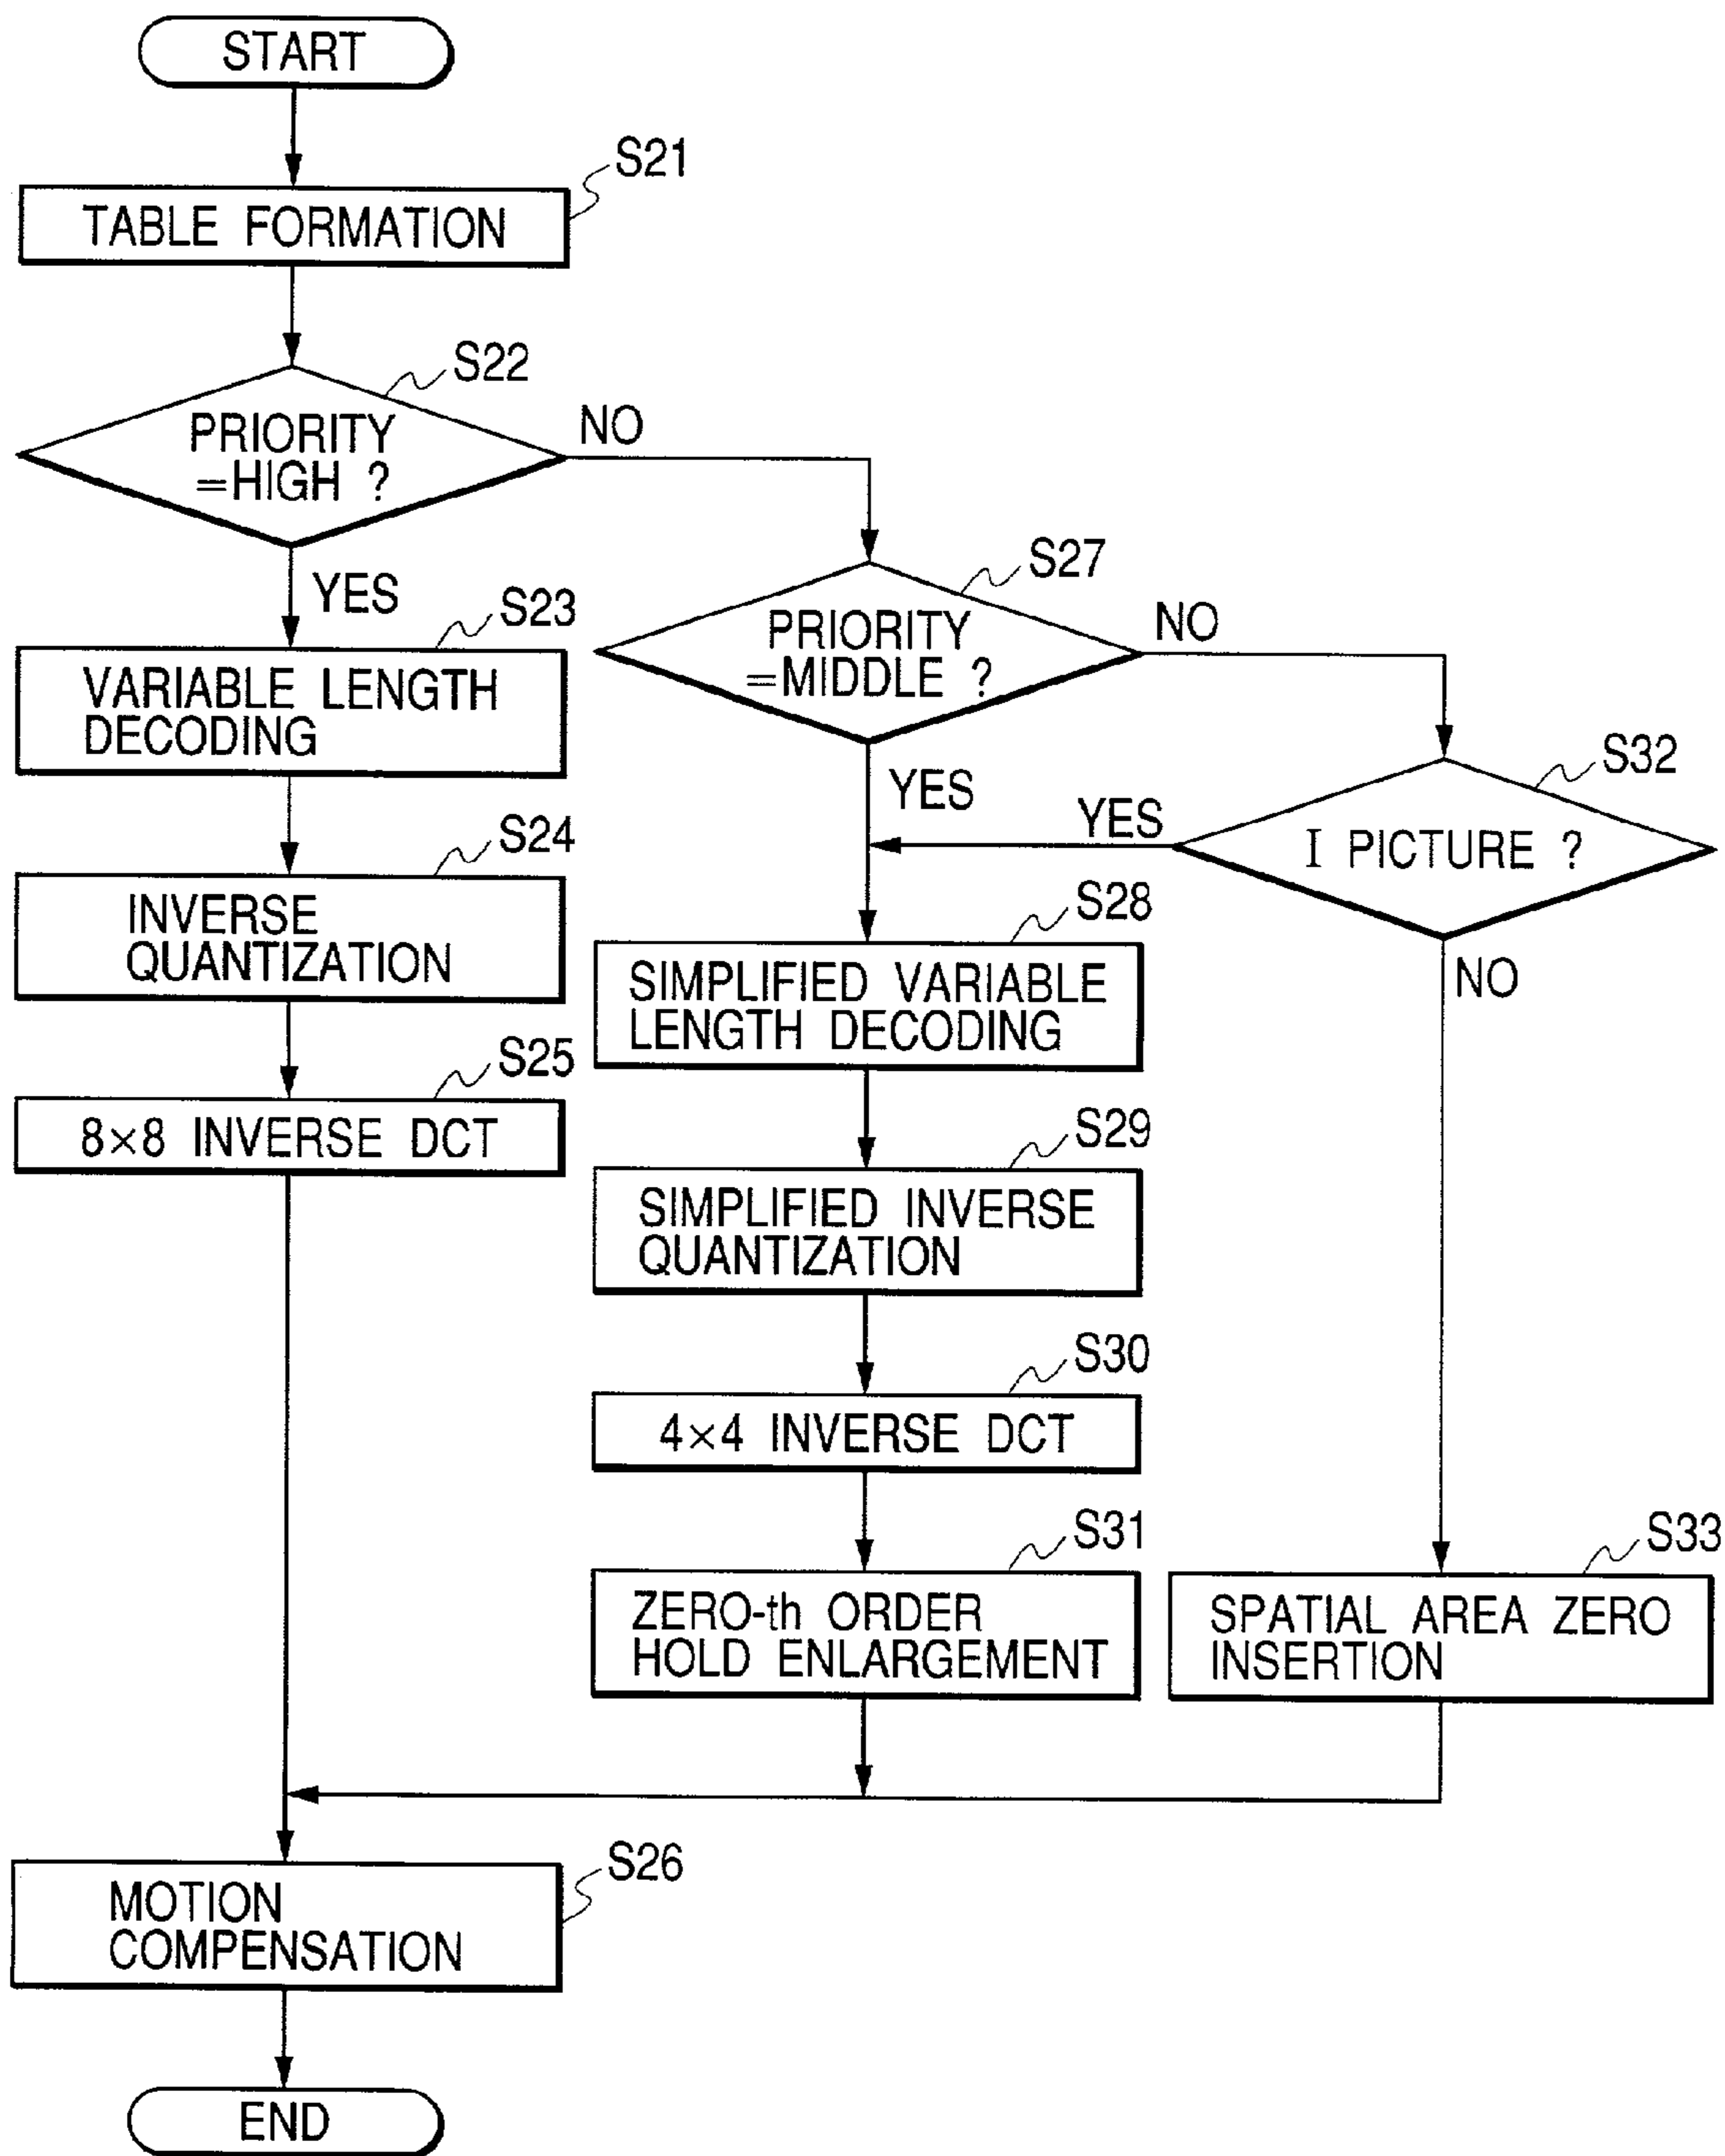 START
S21
TABLE FORMATION
S22
PRIORITY
=HIGH ?
NO
YES
S23
VARIABLE LENGTH
DECODING
S24
INVERSE
QUANTIZATION
S25
8×8 INVERSE DCT
S27
PRIORITY
=MIDDLE ?
NO
YES
S32
I PICTURE ?
YES
NO
S28
SIMPLIFIED VARIABLE
LENGTH DECODING
S29
SIMPLIFIED INVERSE
QUANTIZATION
S30
4×4 INVERSE DCT
S31
ZERO-th ORDER
HOLD ENLARGEMENT
S33
SPATIAL AREA ZERO
INSERTION
S26
MOTION
COMPENSATION
END